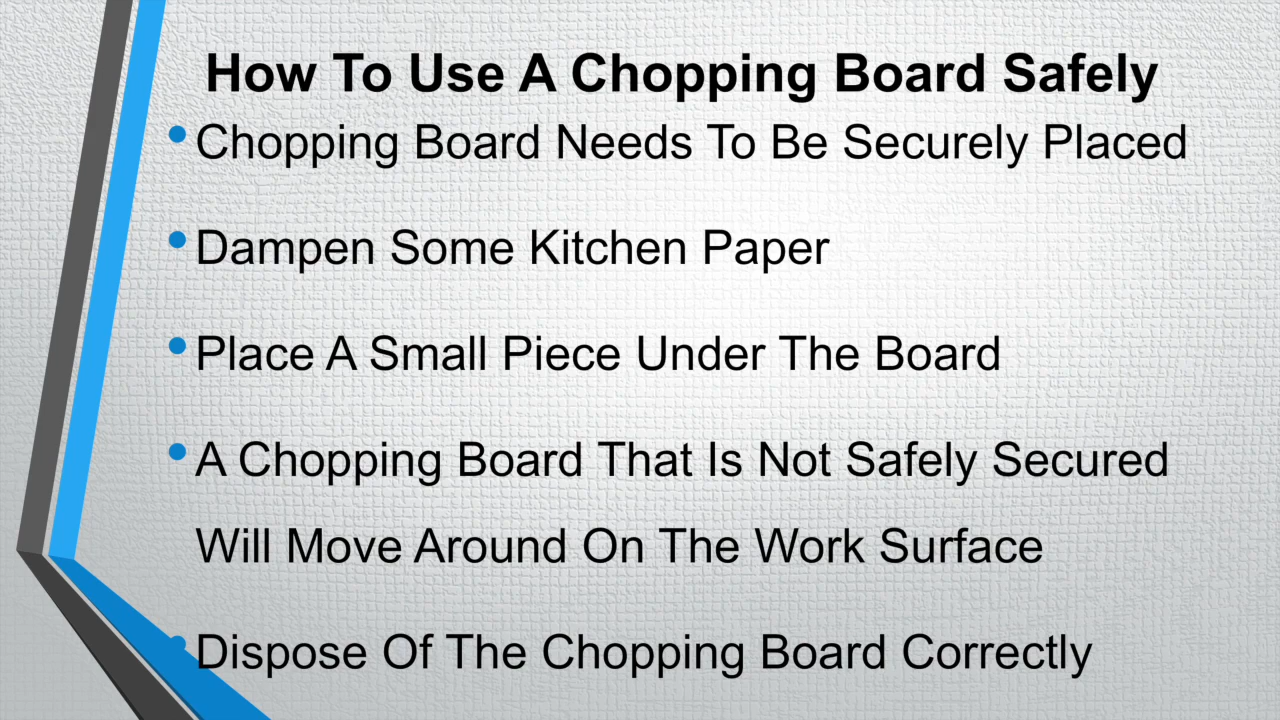 How To Use A Chopping Board Safely
• Chopping Board Needs To Be Securely Placed
• Dampen Some Kitchen Paper
• Place A Small Piece Under The Board
• A Chopping Board That Is Not Safely Secured
Will Move Around On The Work Surface
• Dispose Of The Chopping Board Correctly